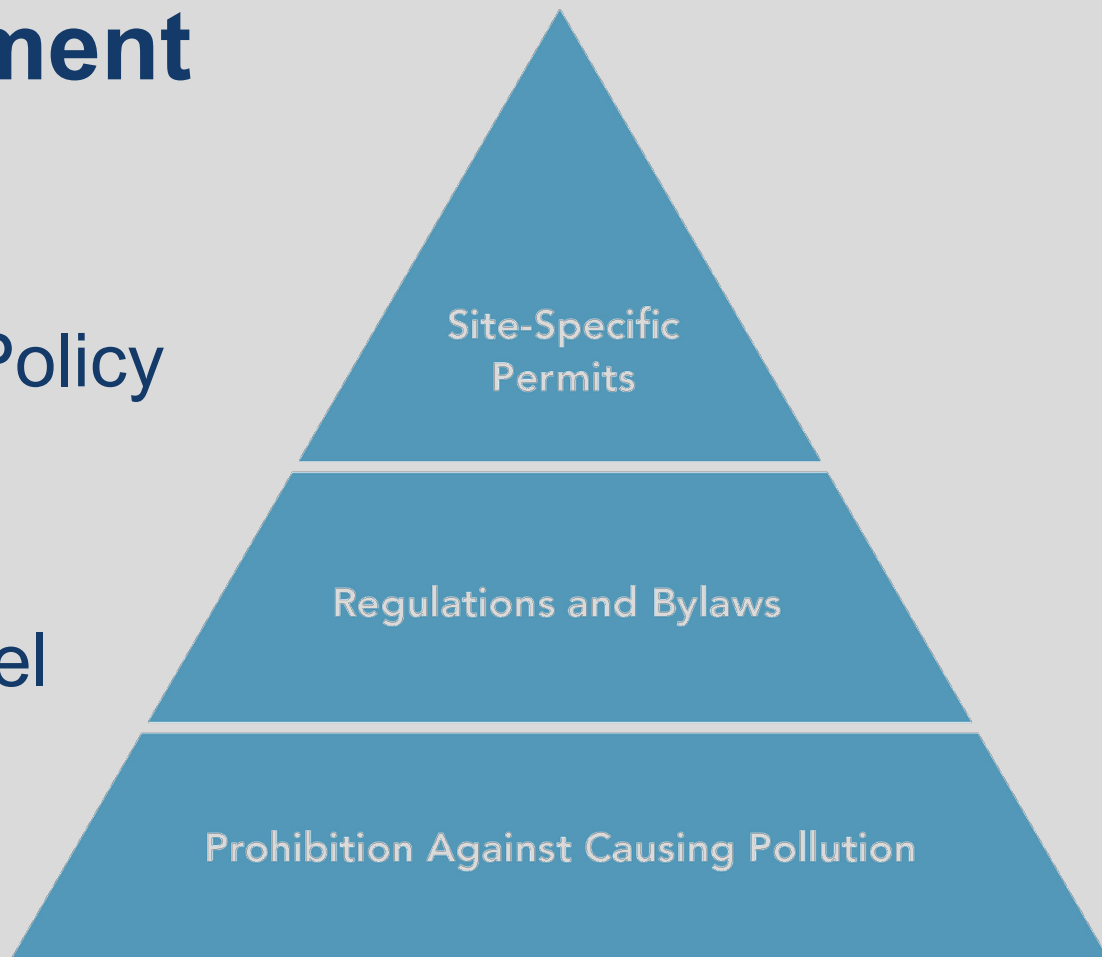 ment
Policy
el
Site-Specific
Permits
Regulations and Bylaws
Prohibition Against Causing Pollution